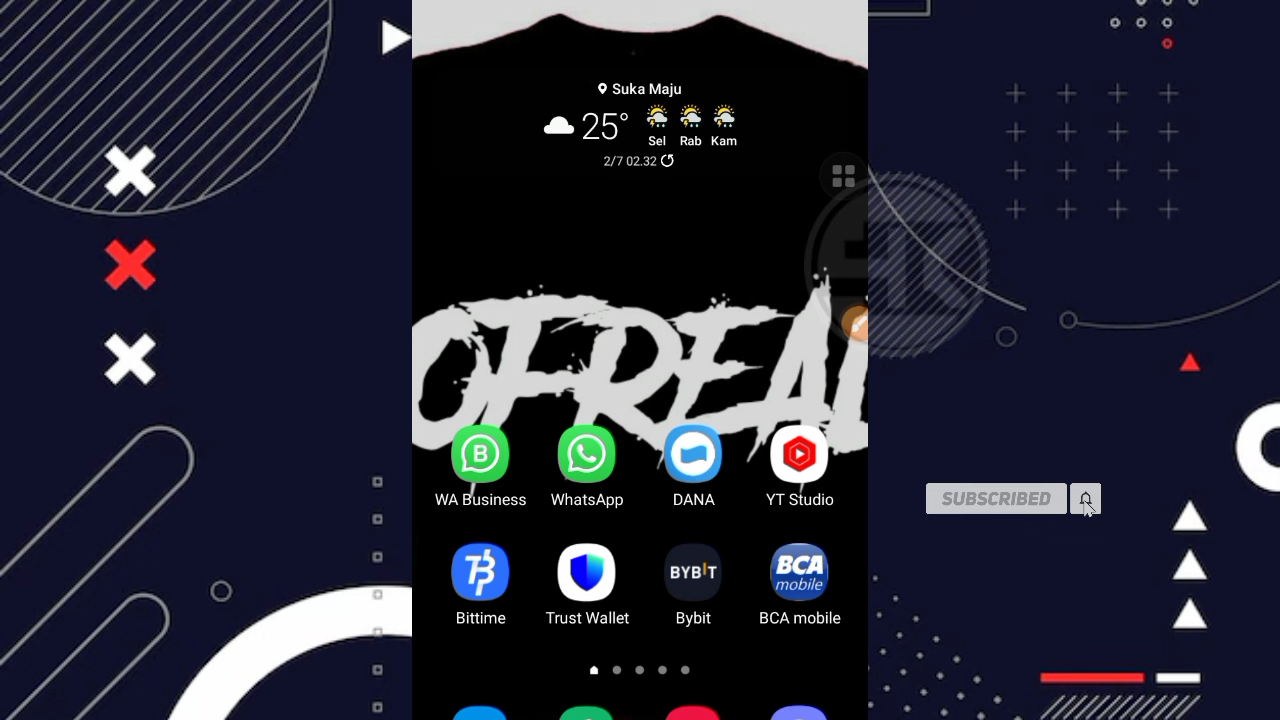 Suka Maju
25°
Sel Rab Kam
2/7 02.32
OFREAL
B
WA Business WhatsApp DANA YT Studio
BYBIT
BCA
mobile
Bittime Trust Wallet Bybit BCA mobile
SUBSCRIBED